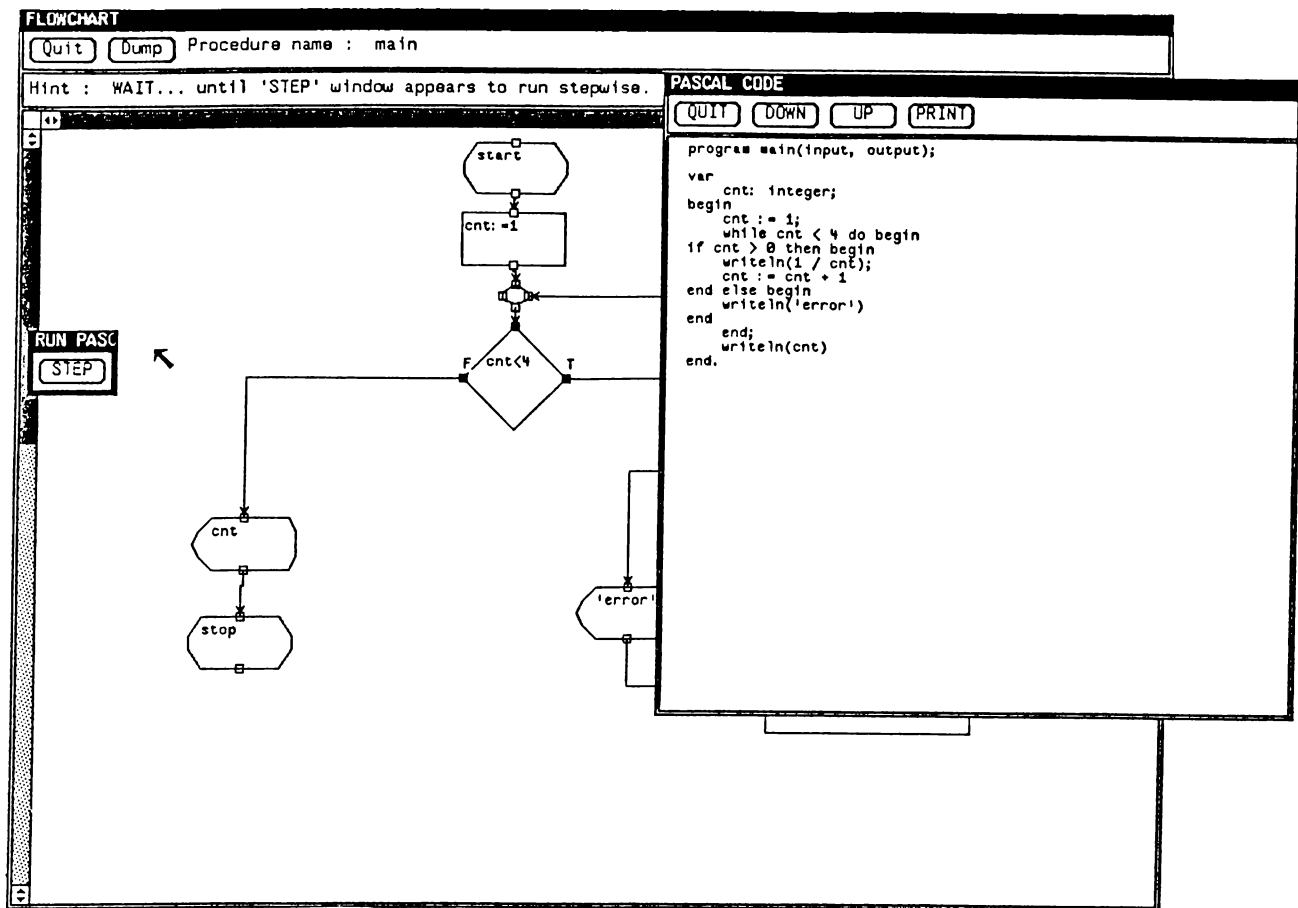 FLOWCHART
Quit Dump Procedure name : main
Hint : WAIT... until 'STEP' window appears to run stepwise.
start
cnt:=1
F cnt<4 T
cnt
stop
'error'
RUN PASC
STEP
PASCAL CODE
QUIT DOWN UP PRINT
program main(input, output);
var
cnt: integer;
begin
cnt := 1;
while cnt < 4 do begin
if cnt > 0 then begin
writeln(1 / cnt);
cnt := cnt + 1
end else begin
writeln('error')
end
end;
writeln(cnt)
end.